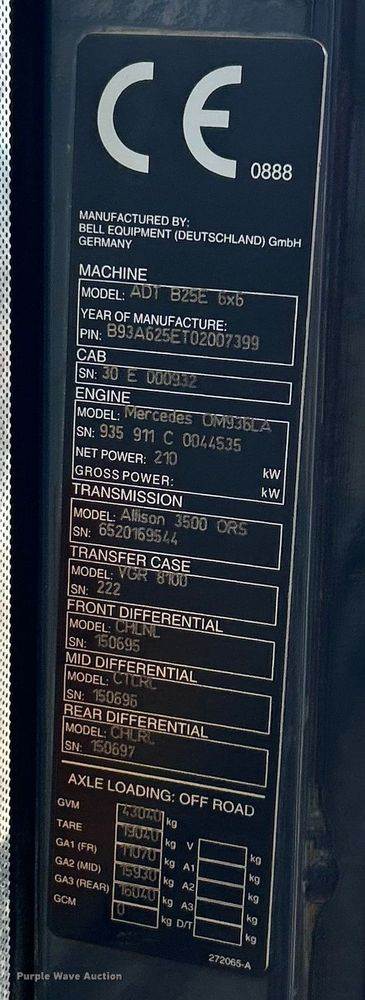 CE
0888
MANUFACTURED BY:
BELL EQUIPMENT (DEUTSCHLAND) GmbH
GERMANY
MACHINE
MODEL: ADT B25E 6x6
YEAR OF MANUFACTURE:
PIN: B93A625ET02007399
CAB
SN: 30 E 000932
ENGINE
MODEL: Mercedes OM936LA
SN: 935 911 C 0044535
NET POWER: 210 kW
GROSS POWER: kW
TRANSMISSION
MODEL: Allison 3500 ORS
SN: 6520169544
TRANSFER CASE
MODEL: VGR 8100
SN: 222
FRONT DIFFERENTIAL
MODEL: CHLNL
SN: 150695
MID DIFFERENTIAL
MODEL: CTCRL
SN: 150696
REAR DIFFERENTIAL
MODEL: CHLRL
SN: 150697
AXLE LOADING: OFF ROAD
GVM 43040 kg
TARE 19040 kg V kg
GA1 (FR) 11070 kg A1 kg
GA2 (MID) 15930 kg A2 kg
GA3 (REAR) 16040 kg A3 kg
GCM 0 kg D/T kg
272065-A
Purple Wave Auction